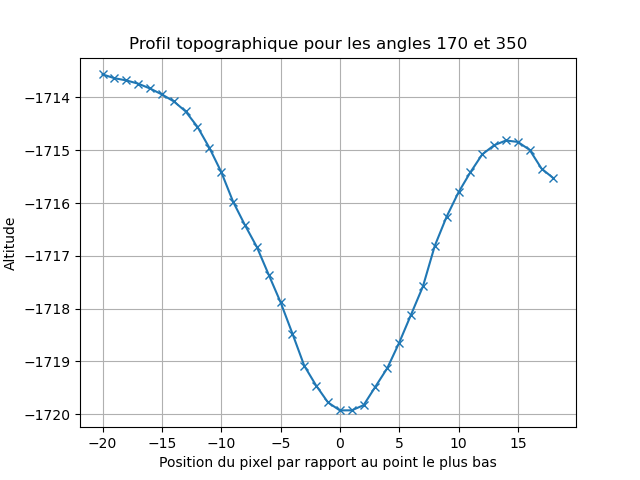 Profil topographique pour les angles 170 et 350
Altitude
−1714
−1715
−1716
−1717
−1718
−1719
−1720
−20 −15 −10 −5 0 5 10 15
Position du pixel par rapport au point le plus bas